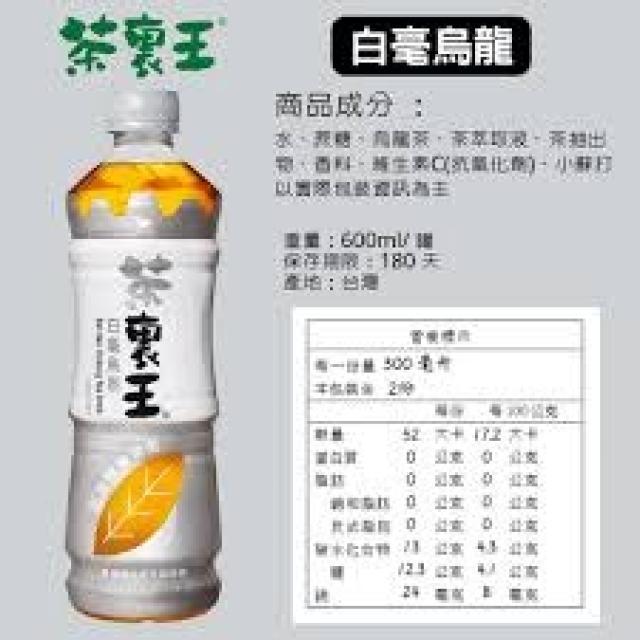 茶裏王
白毫烏龍
商品成分 ：
水、蔗糖、烏龍茶、茶萃取液、茶抽出
物、香料、維生素C(抗氧化劑)、小蘇打
以實際包裝資訊為主
重量：600ml/ 罐
保存期限：180 天
產地：台灣
茶裏王
白毫烏龍
營養標示
每一份量 300 毫升
本包裝含 2份
每份 每100公克
熱量 52 大卡 17.2 大卡
蛋白質 0 公克 0 公克
脂肪 0 公克 0 公克
飽和脂肪 0 公克 0 公克
反式脂肪 0 公克 0 公克
碳水化合物 13 公克 4.3 公克
糖 12.3 公克 4.1 公克
鈉 24 毫克 8 毫克